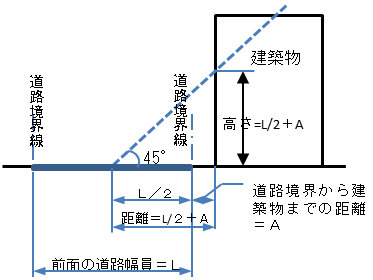 建築物
道路境界線
道路境界線
高さ=L/2+A
45°
L/2
距離=L/2+A
道路境界から建
築物までの距離
=A
前面の道路幅員=L